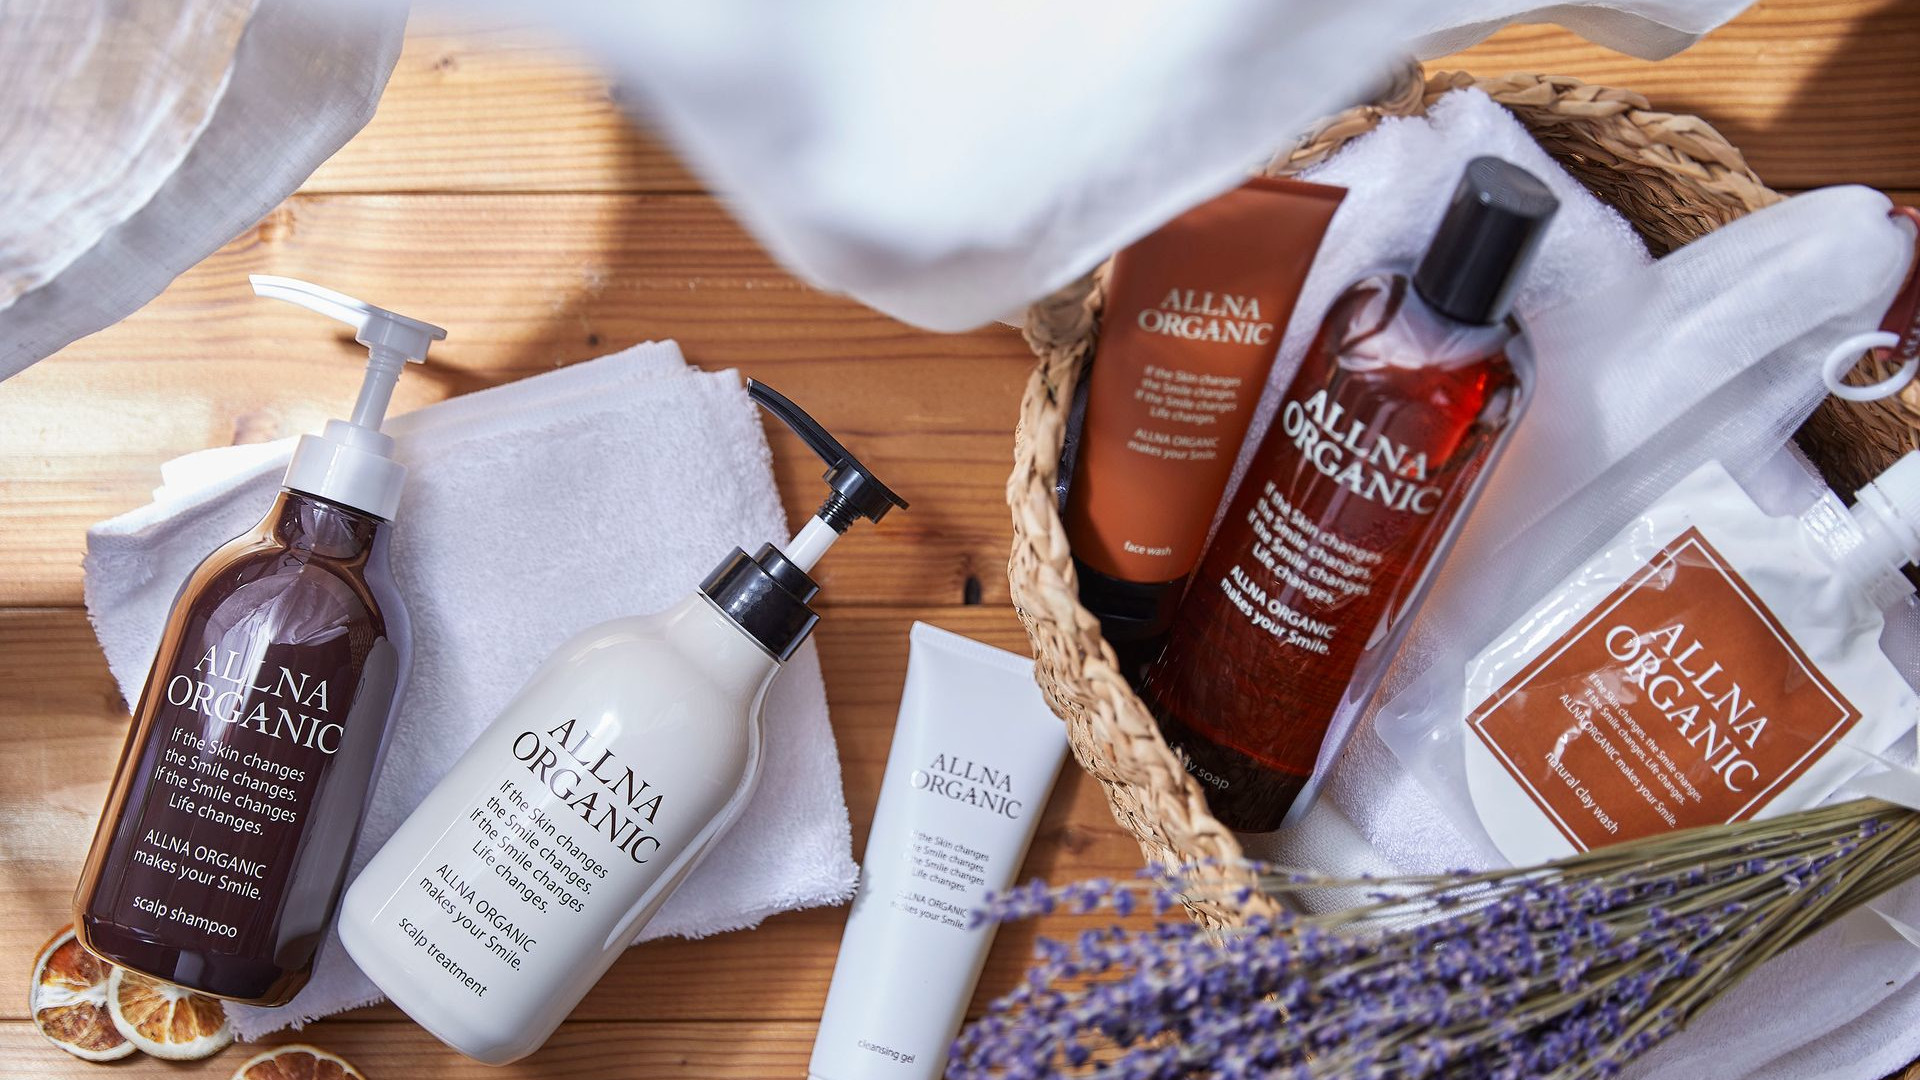 ALLNA
ORGANIC
If the Skin changes
the Smile changes.
If the Smile changes
Life changes.
ALLNA ORGANIC
makes your Smile.
scalp shampoo
ALLNA
ORGANIC
If the Skin changes
the Smile changes.
If the Smile changes
Life changes.
ALLNA ORGANIC
makes your Smile.
scalp treatment
ALLNA
ORGANIC
the Skin changes
the Smile changes.
the Smile changes
Life changes.
ALLNA ORGANIC
makes your Smile.
cleansing gel
ALLNA
ORGANIC
If the Skin changes
the Smile changes.
If the Smile changes
Life changes.
ALLNA ORGANIC
makes your Smile.
face wash
ALLNA
ORGANIC
If the Skin changes
the Smile changes.
If the Smile changes
Life changes.
ALLNA ORGANIC
makes your Smile.
soap
ALLNA
ORGANIC
If the Skin changes, the Smile changes.
If the Smile changes, Life changes.
ALLNA ORGANIC makes your Smile.
natural clay wash